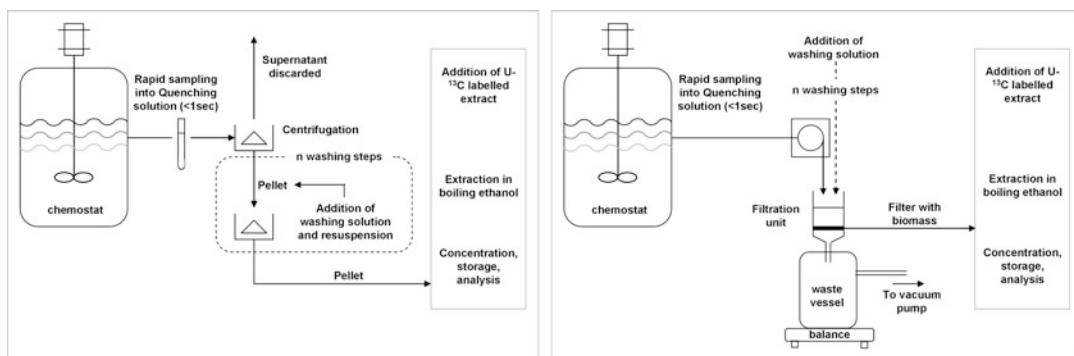 Supernatant
discarded
Rapid sampling
into Quenching
solution (<1sec)
Centrifugation
n washing steps
Pellet
Addition of
washing solution
and resuspension
chemostat
Pellet
Addition of U-
13C labelled
extract
Extraction in
boiling ethanol
Concentration,
storage,
analysis
Addition of
washing solution
Rapid sampling
into Quenching
solution (<1sec)
n washing steps
chemostat
Filtration
unit
Filter with
biomass
waste
vessel
To vacuum
pump
balance
Addition of U-
13C labelled
extract
Extraction in
boiling ethanol
Concentration,
storage,
analysis